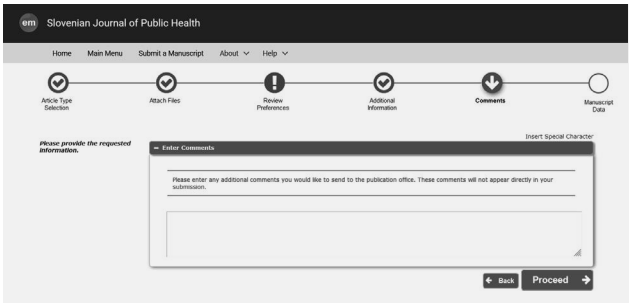 em Slovenian Journal of Public Health
Home Main Menu Submit a Manuscript About Help
Article Type Selection
Attach Files
Review Preferences
Additional Information
Comments
Manuscript Data
Insert Special Character
Please provide the requested
information.
– Enter Comments
Please enter any additional comments you would like to send to the publication office. These comments will not appear directly in your
submission.
Back Proceed